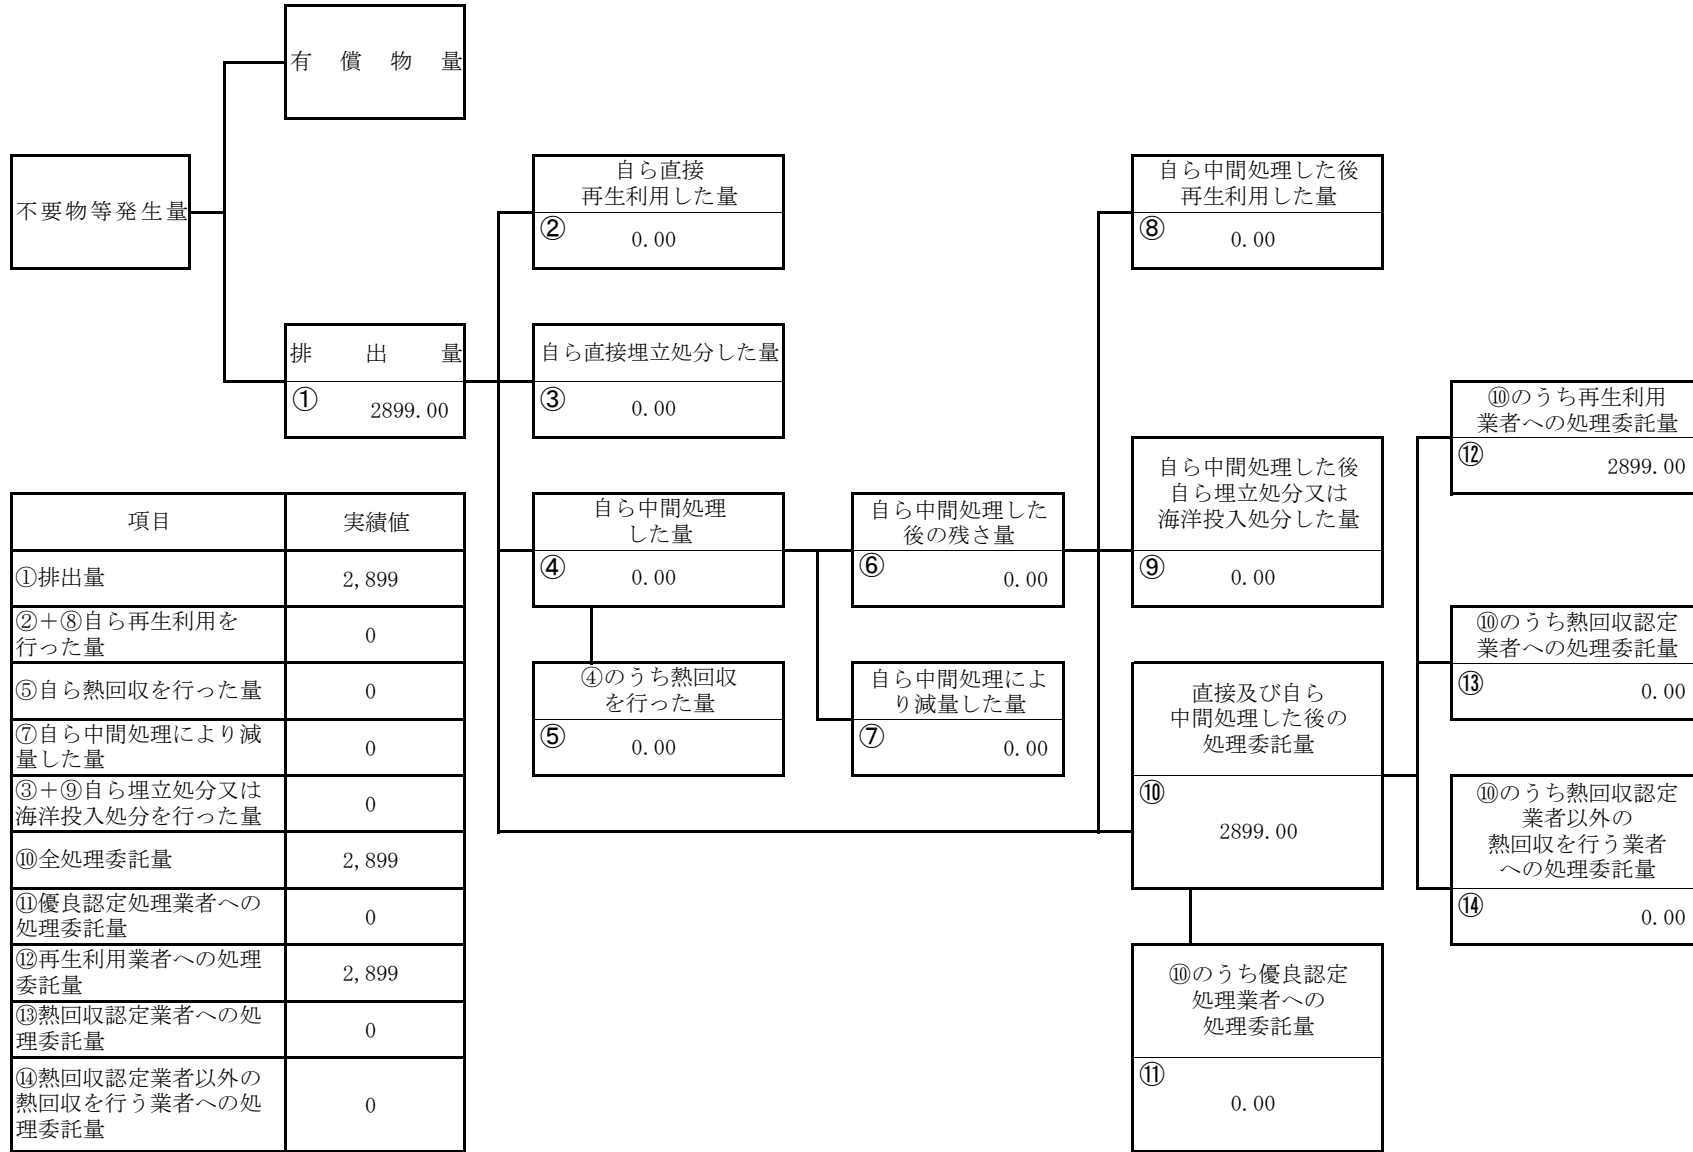 有償物量
不要物等発生量
自ら直接
再生利用した量
② 0.00
自ら中間処理した後
再生利用した量
⑧ 0.00
排出量
① 2899.00
自ら直接埋立処分した量
③ 0.00
⑩のうち再生利用
業者への処理委託量
⑫ 2899.00
自ら中間処理
した量
④ 0.00
自ら中間処理した
後の残さ量
⑥ 0.00
自ら中間処理した後
自ら埋立処分又は
海洋投入処分した量
⑨ 0.00
⑩のうち熱回収認定
業者への処理委託量
⑬ 0.00
④のうち熱回収
を行った量
⑤ 0.00
自ら中間処理によ
り減量した量
⑦ 0.00
直接及び自ら
中間処理した後の
処理委託量
⑩
2899.00
⑩のうち熱回収認定
業者以外の
熱回収を行う業者
への処理委託量
⑭ 0.00
⑩のうち優良認定
処理業者への
処理委託量
⑪
0.00
項目 実績値
①排出量 2,899
②＋⑧自ら再生利用を
行った量 0
⑤自ら熱回収を行った量 0
⑦自ら中間処理により減
量した量 0
③＋⑨自ら埋立処分又は
海洋投入処分を行った量 0
⑩全処理委託量 2,899
⑪優良認定処理業者への
処理委託量 0
⑫再生利用業者への処理
委託量 2,899
⑬熱回収認定業者への処
理委託量 0
⑭熱回収認定業者以外の
熱回収を行う業者への処
理委託量 0